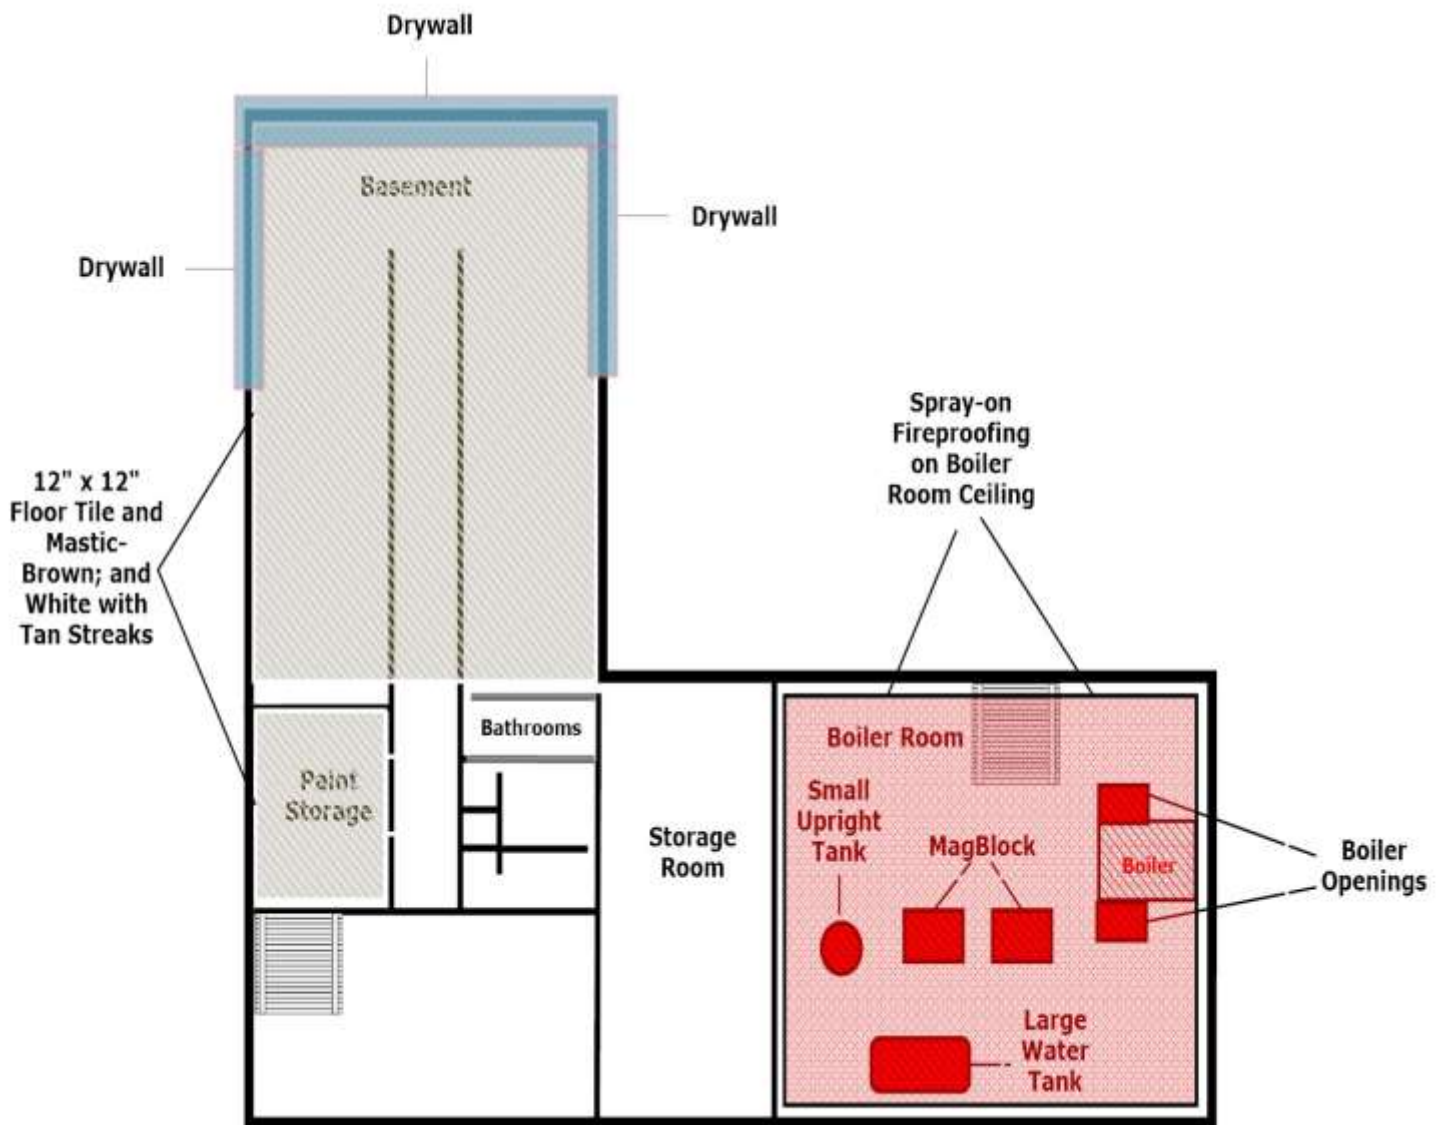 Drywall
Basement
Drywall
Drywall
Spray-on
Fireproofing
on Boiler
Room Ceiling
12" x 12"
Floor Tile and
Mastic-
Brown; and
White with
Tan Streaks
Bathrooms
Boiler Room
Paint
Storage
Small
Upright
Tank
MagBlock
Storage
Room
Boiler
Boiler
Openings
Large
Water
Tank